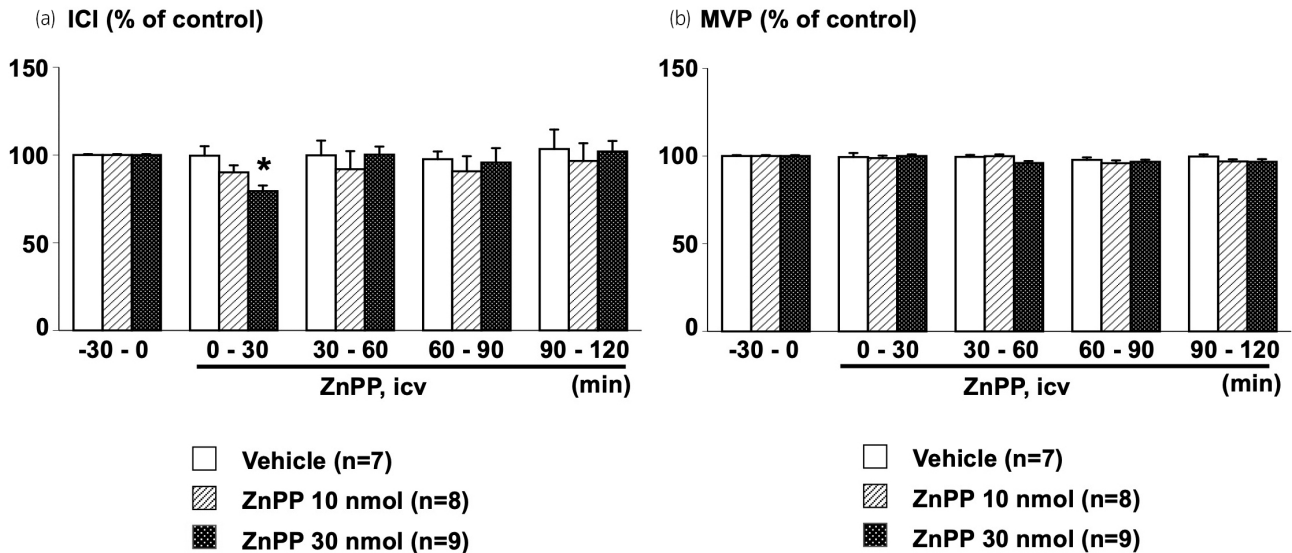 (a) ICI (% of control)
150
100
50
0
*
-30 - 0 0 - 30 30 - 60 60 - 90 90 - 120
ZnPP, icv (min)
Vehicle (n=7)
ZnPP 10 nmol (n=8)
ZnPP 30 nmol (n=9)
(b) MVP (% of control)
150
100
50
0
-30 - 0 0 - 30 30 - 60 60 - 90 90 - 120
ZnPP, icv (min)
Vehicle (n=7)
ZnPP 10 nmol (n=8)
ZnPP 30 nmol (n=9)